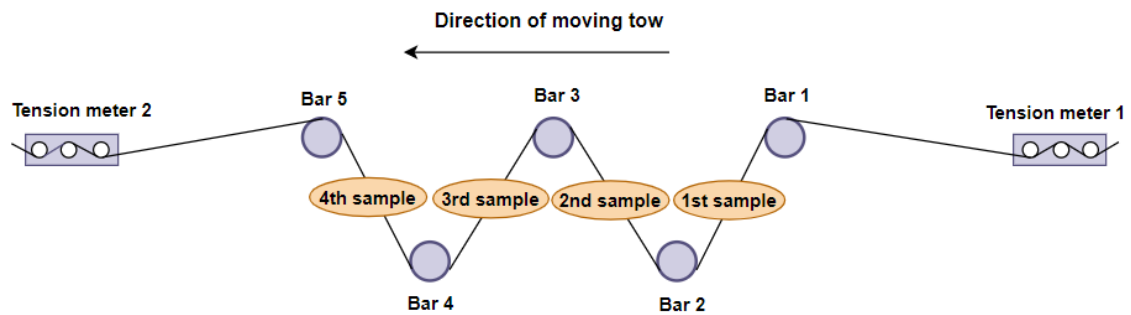 Direction of moving tow
Tension meter 2
Bar 5
Bar 3
Bar 1
Tension meter 1
4th sample
3rd sample
2nd sample
1st sample
Bar 4
Bar 2